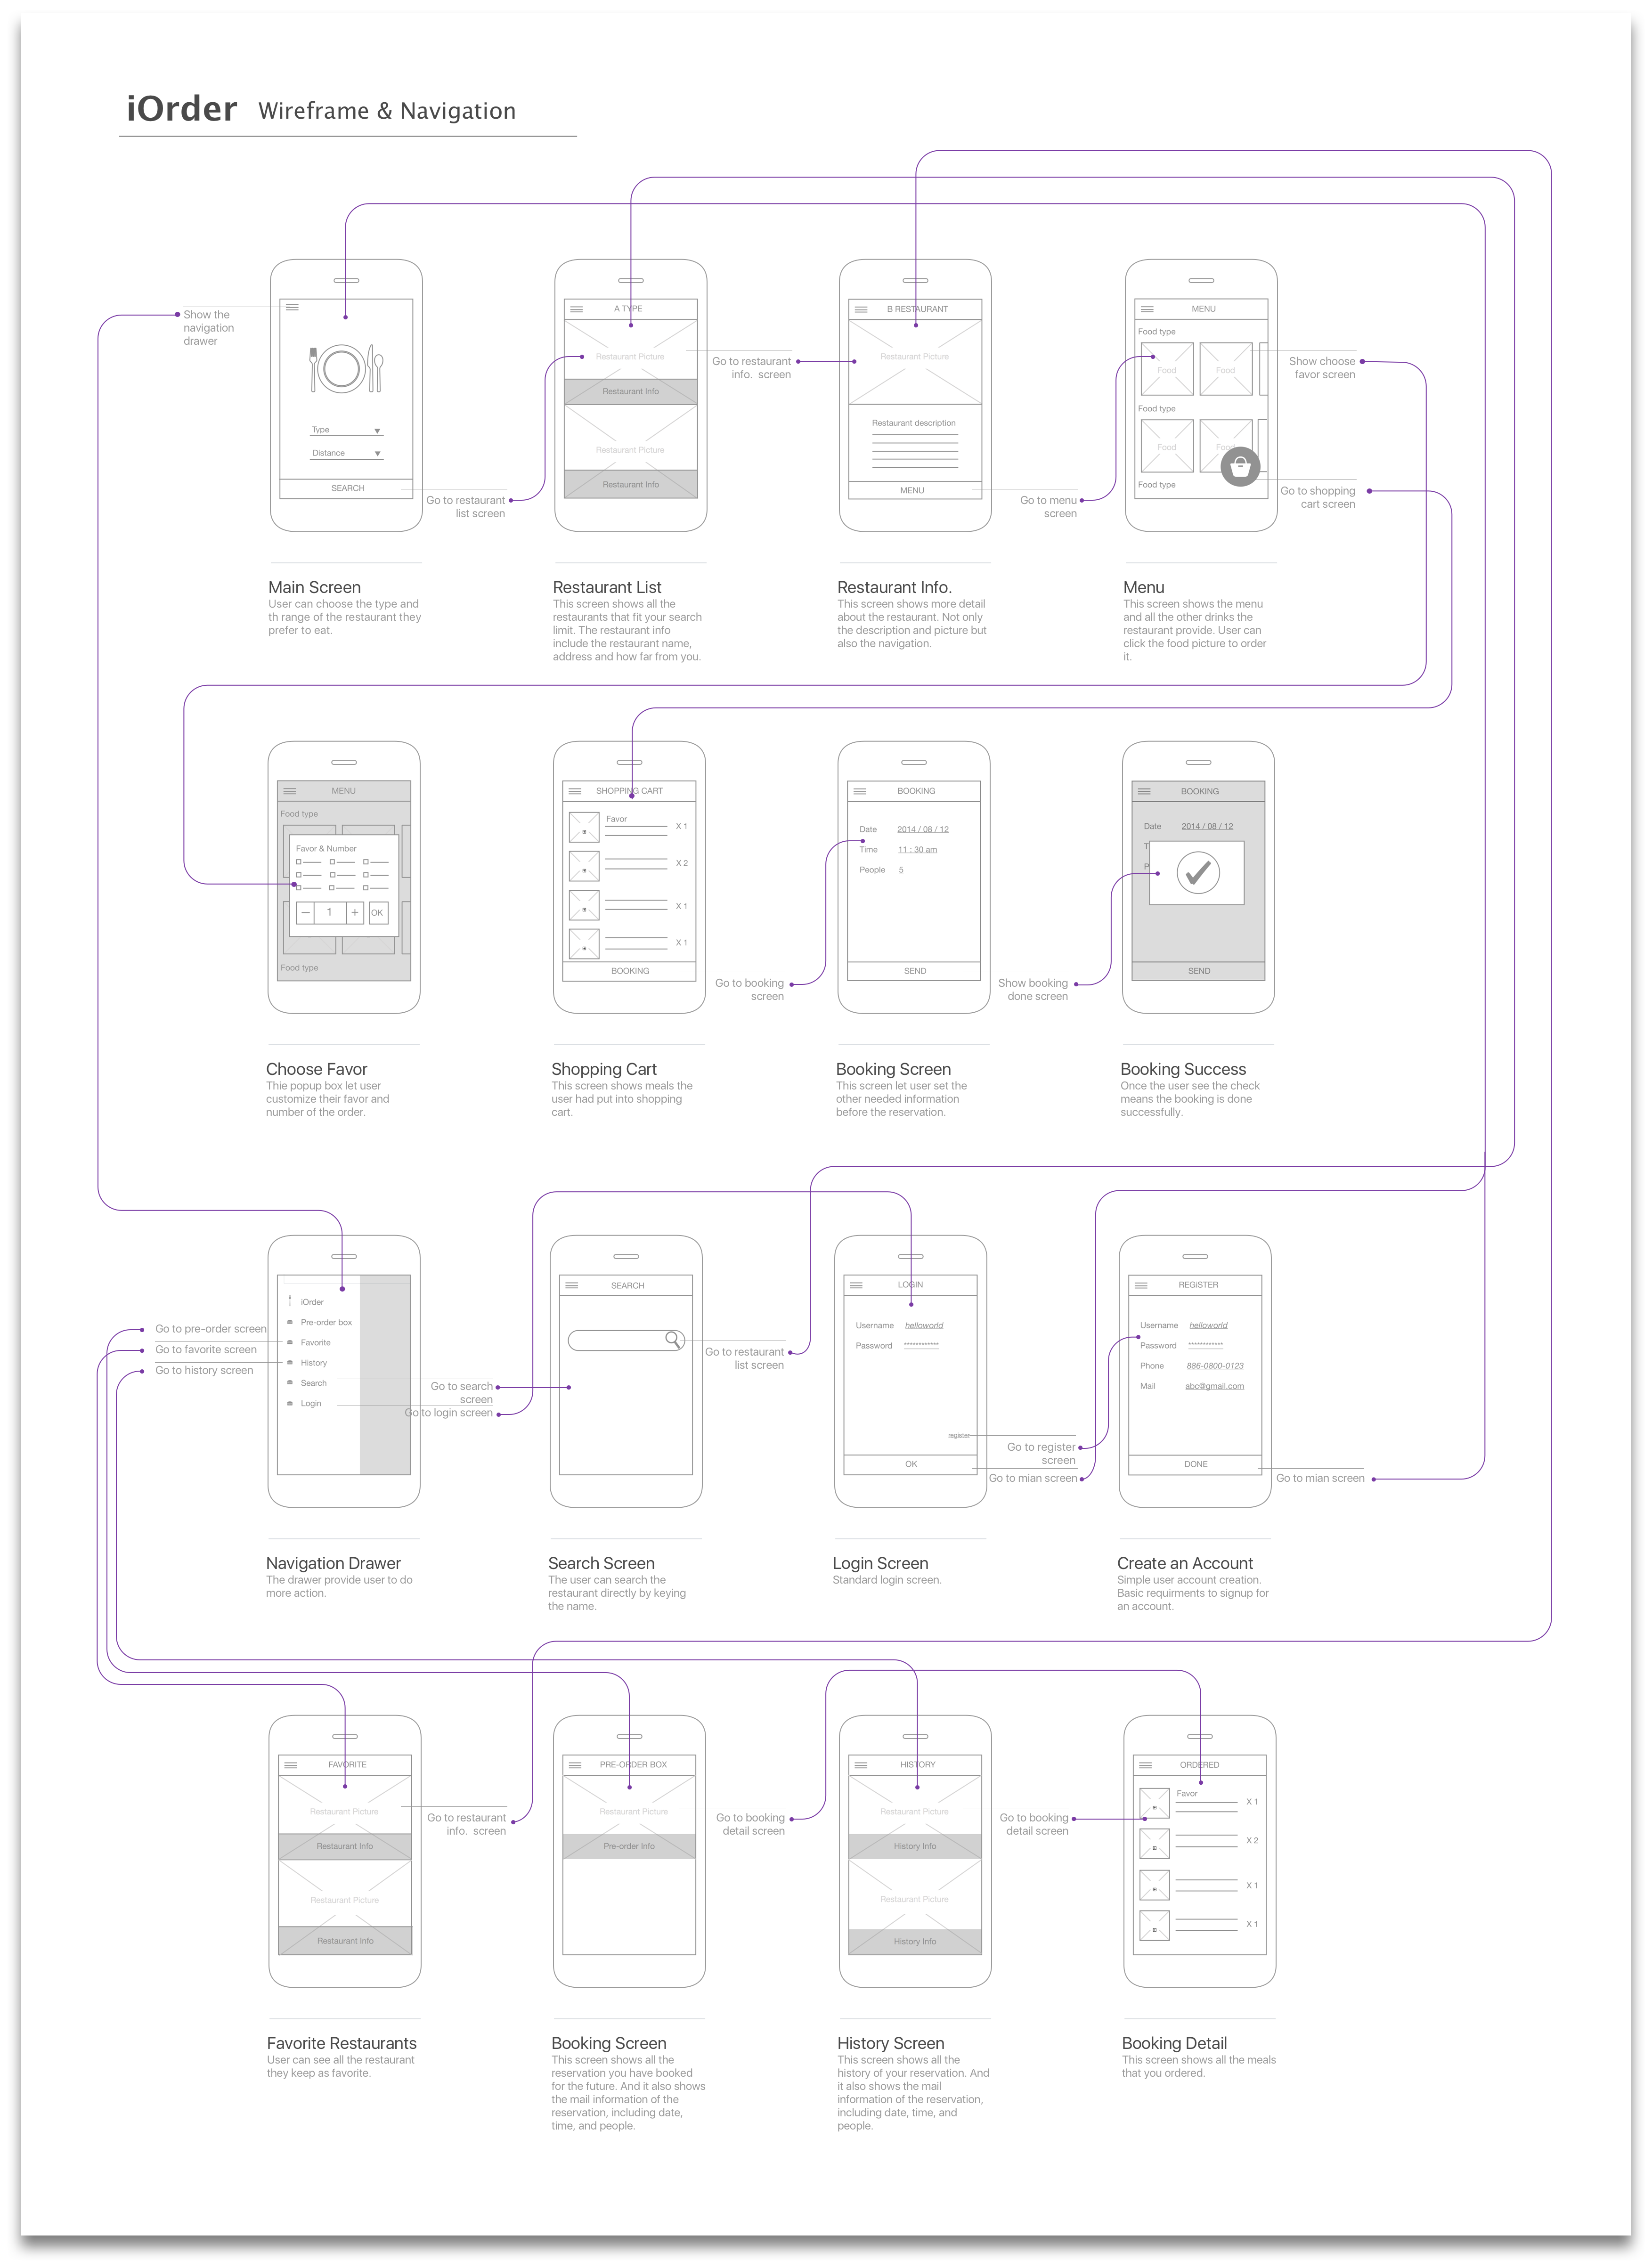 iOrder Wireframe & Navigation
Show the
navigation
drawer
Type
Distance
SEARCH
Go to restaurant
list screen
A TYPE
Restaurant Picture
Restaurant Info
Restaurant Picture
Restaurant Info
Go to restaurant
info. screen
B RESTAURANT
Restaurant Picture
Restaurant description
MENU
Go to menu
screen
MENU
Food type
Food
Food
Food type
Food
Food
Food type
Show choose
favor screen
Go to shopping
cart screen
Main Screen
User can choose the type and
th range of the restaurant they
prefer to eat.
Restaurant List
This screen shows all the
restaurants that fit your search
limit. The restaurant info
include the restaurant name,
address and how far from you.
Restaurant Info.
This screen shows more detail
about the restaurant. Not only
the description and picture but
also the navigation.
Menu
This screen shows the menu
and all the other drinks the
restaurant provide. User can
click the food picture to order
it.
MENU
Food type
Favor & Number
− 1 + OK
Food type
SHOPPING CART
Favor
X 1
X 2
X 1
X 1
BOOKING
Go to booking
screen
BOOKING
Date 2014 / 08 / 12
Time 11 : 30 am
People 5
SEND
Show booking
done screen
BOOKING
Date 2014 / 08 / 12
T
P
SEND
Choose Favor
Thie popup box let user
customize their favor and
number of the order.
Shopping Cart
This screen shows meals the
user had put into shopping
cart.
Booking Screen
This screen let user set the
other needed information
before the reservation.
Booking Success
Once the user see the check
means the booking is done
successfully.
iOrder
Pre-order box
Favorite
History
Search
Login
Go to pre-order screen
Go to favorite screen
Go to history screen
Go to search
screen
Go to login screen
SEARCH
Go to restaurant
list screen
LOGIN
Username helloworld
Password ************
register
OK
Go to register
screen
Go to mian screen
REGISTER
Username helloworld
Password ************
Phone 886-0800-0123
Mail abc@gmail.com
DONE
Go to mian screen
Navigation Drawer
The drawer provide user to do
more action.
Search Screen
The user can search the
restaurant directly by keying
the name.
Login Screen
Standard login screen.
Create an Account
Simple user account creation.
Basic requirments to signup for
an account.
FAVORITE
Restaurant Picture
Restaurant Info
Restaurant Picture
Restaurant Info
Go to restaurant
info. screen
PRE-ORDER BOX
Restaurant Picture
Pre-order Info
Go to booking
detail screen
HISTORY
Restaurant Picture
History Info
Restaurant Picture
History Info
Go to booking
detail screen
ORDERED
Favor
X 1
X 2
X 1
X 1
Favorite Restaurants
User can see all the restaurant
they keep as favorite.
Booking Screen
This screen shows all the
reservation you have booked
for the future. And it also shows
the mail information of the
reservation, including date,
time, and people.
History Screen
This screen shows all the
history of your reservation. And
it also shows the mail
information of the reservation,
including date, time, and
people.
Booking Detail
This screen shows all the meals
that you ordered.